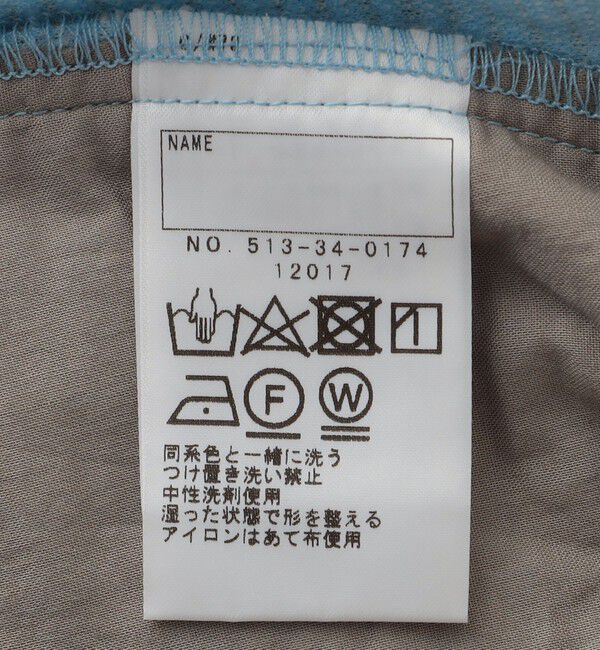 NAME
NO. 513-34-0174
12017
F
W
同系色と一緒に洗う
つけ置き洗い禁止
中性洗剤使用
湿った状態で形を整える
アイロンはあて布使用